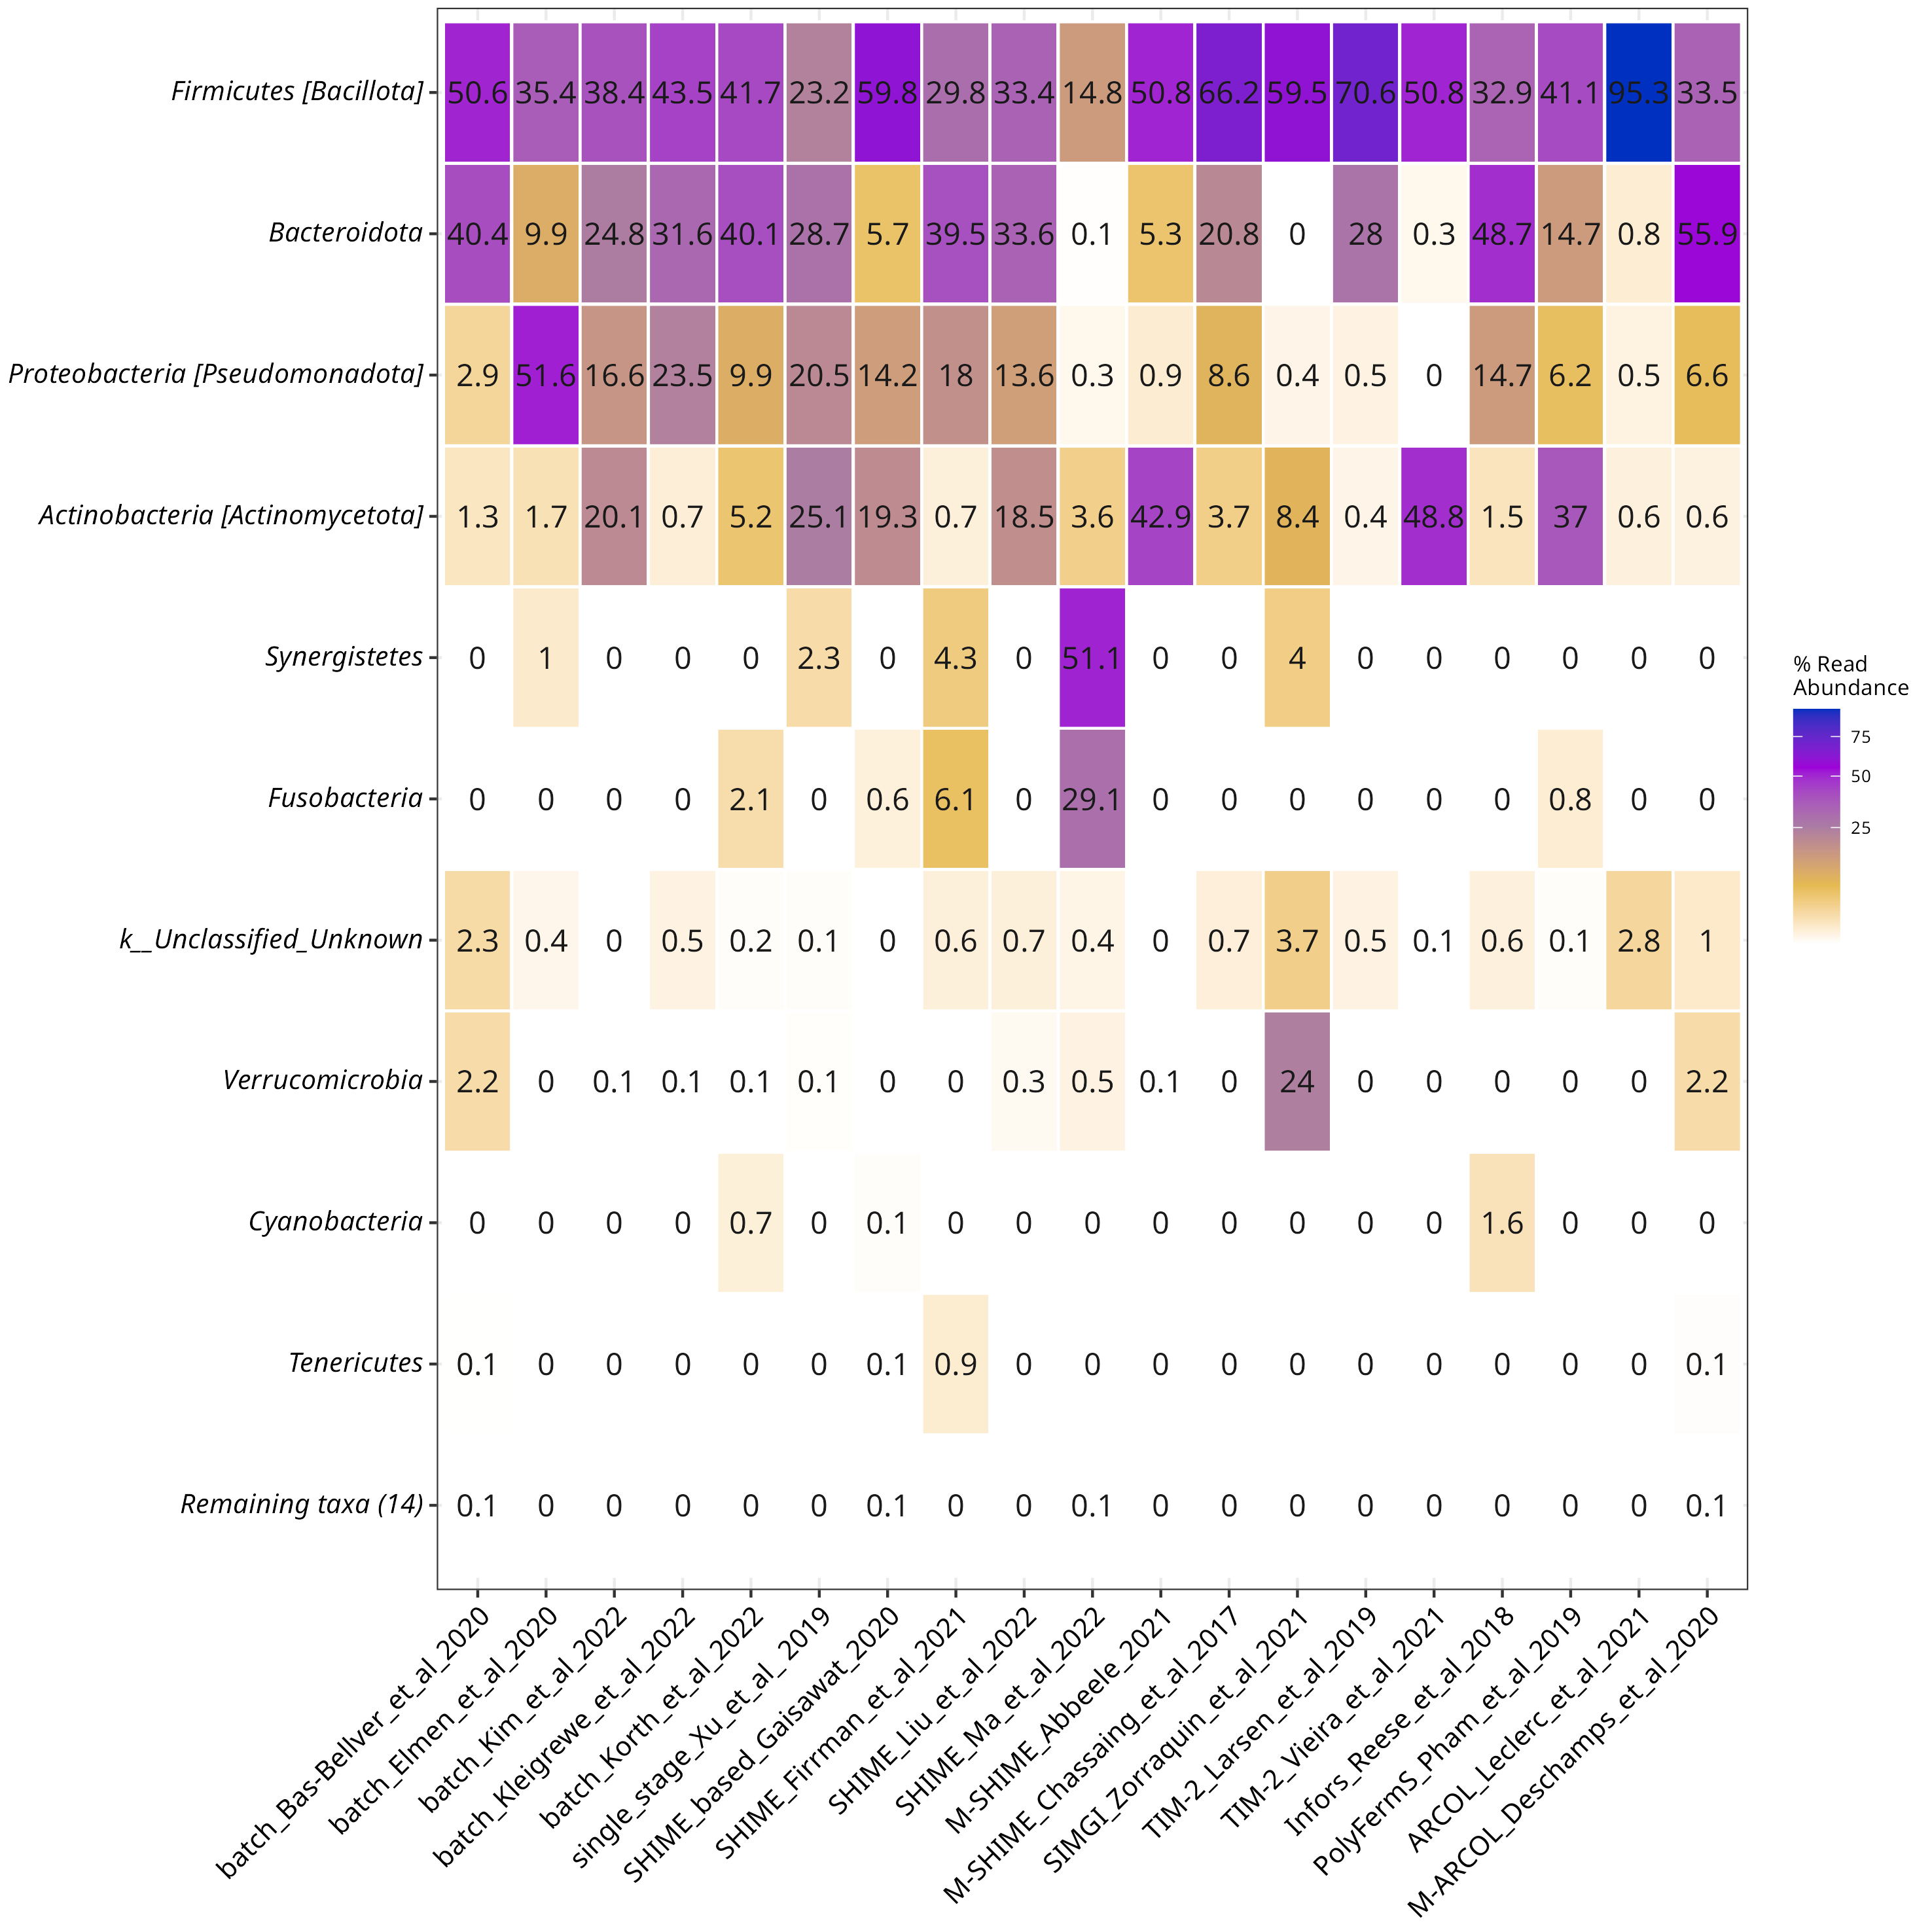 Firmicutes [Bacillota] 50.6 35.4 38.4 43.5 41.7 23.2 59.8 29.8 33.4 14.8 50.8 66.2 59.5 70.6 50.8 32.9 41.1 95.3 33.5
Bacteroidota 40.4 9.9 24.8 31.6 40.1 28.7 5.7 39.5 33.6 0.1 5.3 20.8 0 28 0.3 48.7 14.7 0.8 55.9
Proteobacteria [Pseudomonadota] 2.9 51.6 16.6 23.5 9.9 20.5 14.2 18 13.6 0.3 0.9 8.6 0.4 0.5 0 14.7 6.2 0.5 6.6
Actinobacteria [Actinomycetota] 1.3 1.7 20.1 0.7 5.2 25.1 19.3 0.7 18.5 3.6 42.9 3.7 8.4 0.4 48.8 1.5 37 0.6 0.6
Synergistetes 0 1 0 0 0 2.3 0 4.3 0 51.1 0 0 4 0 0 0 0 0 0
Fusobacteria 0 0 0 0 2.1 0 0.6 6.1 0 29.1 0 0 0 0 0 0 0.8 0 0
k__Unclassified_Unknown 2.3 0.4 0 0.5 0.2 0.1 0 0.6 0.7 0.4 0 0.7 3.7 0.5 0.1 0.6 0.1 2.8 1
Verrucomicrobia 2.2 0 0.1 0.1 0.1 0.1 0 0 0.3 0.5 0.1 0 24 0 0 0 0 0 2.2
Cyanobacteria 0 0 0 0 0.7 0 0.1 0 0 0 0 0 0 0 0 1.6 0 0 0
Tenericutes 0.1 0 0 0 0 0 0.1 0.9 0 0 0 0 0 0 0 0 0 0 0.1
Remaining taxa (14) 0.1 0 0 0 0 0 0.1 0 0 0.1 0 0 0 0 0 0 0 0 0.1
batch_Bas-Bellver_et_al_2020
batch_Elmen_et_al_2020
batch_Kim_et_al_2022
batch_Kleigrewe_et_al_2022
batch_Korth_et_al_2022
single_stage_Xu_et_al_ 2019
SHIME_based_Gaisawat_2020
SHIME_Firrman_et_al_2021
SHIME_Liu_et_al_2022
SHIME_Ma_et_al_2022
M-SHIME_Abbeele_2021
M-SHIME_Chassaing_et_al_2017
SIMGI_Zorraquin_et_al_2021
TIM-2_Larsen_et_al_2019
TIM-2_Vieira_et_al_2021
Infors_Reese_et_al_2018
PolyFermS_Pham_et_al_2019
ARCOL_Leclerc_et_al_2021
M-ARCOL_Deschamps_et_al_2020
% Read
Abundance
75
50
25